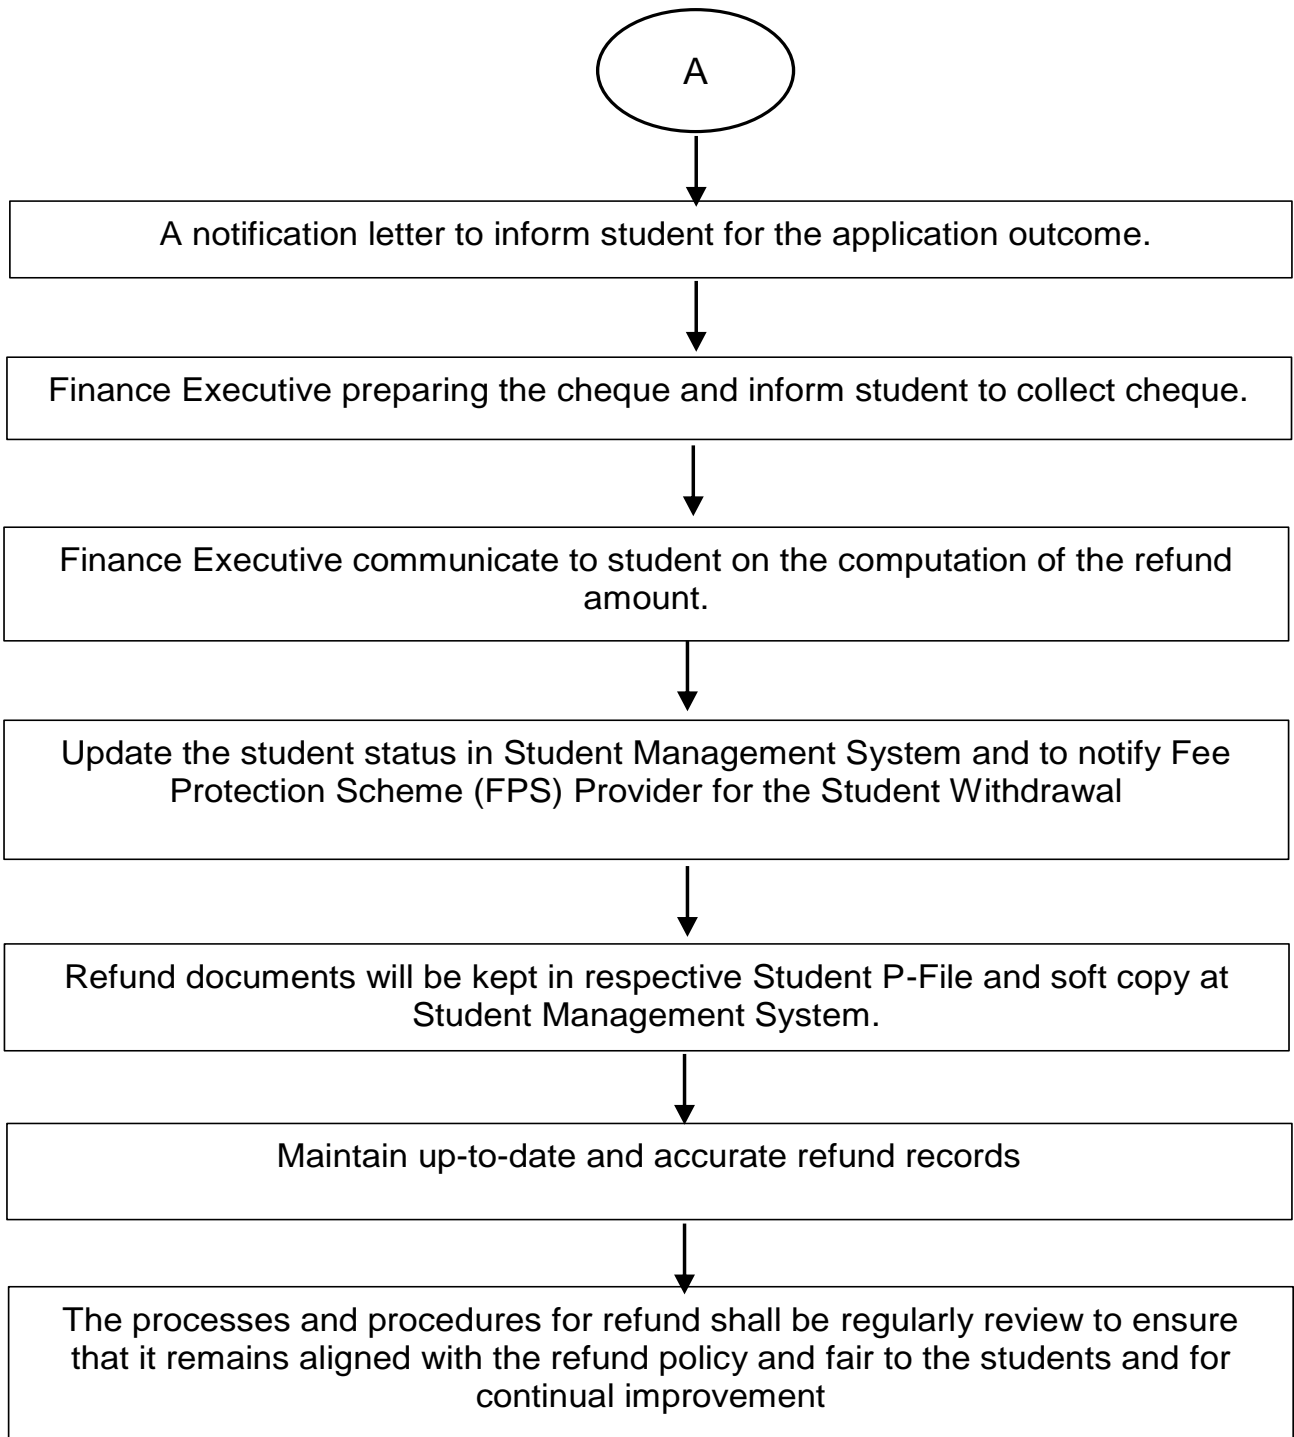 A
A notification letter to inform student for the application outcome.
Finance Executive preparing the cheque and inform student to collect cheque.
Finance Executive communicate to student on the computation of the refund
amount.
Update the student status in Student Management System and to notify Fee
Protection Scheme (FPS) Provider for the Student Withdrawal
Refund documents will be kept in respective Student P-File and soft copy at
Student Management System.
Maintain up-to-date and accurate refund records
The processes and procedures for refund shall be regularly review to ensure
that it remains aligned with the refund policy and fair to the students and for
continual improvement